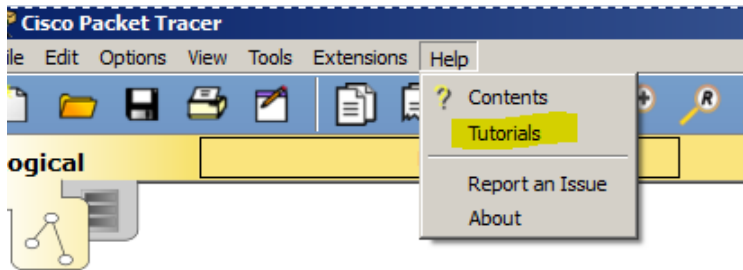 Cisco Packet Tracer
ile Edit Options View Tools Extensions Help
? Contents
Tutorials
R
ogical
Report an Issue
About